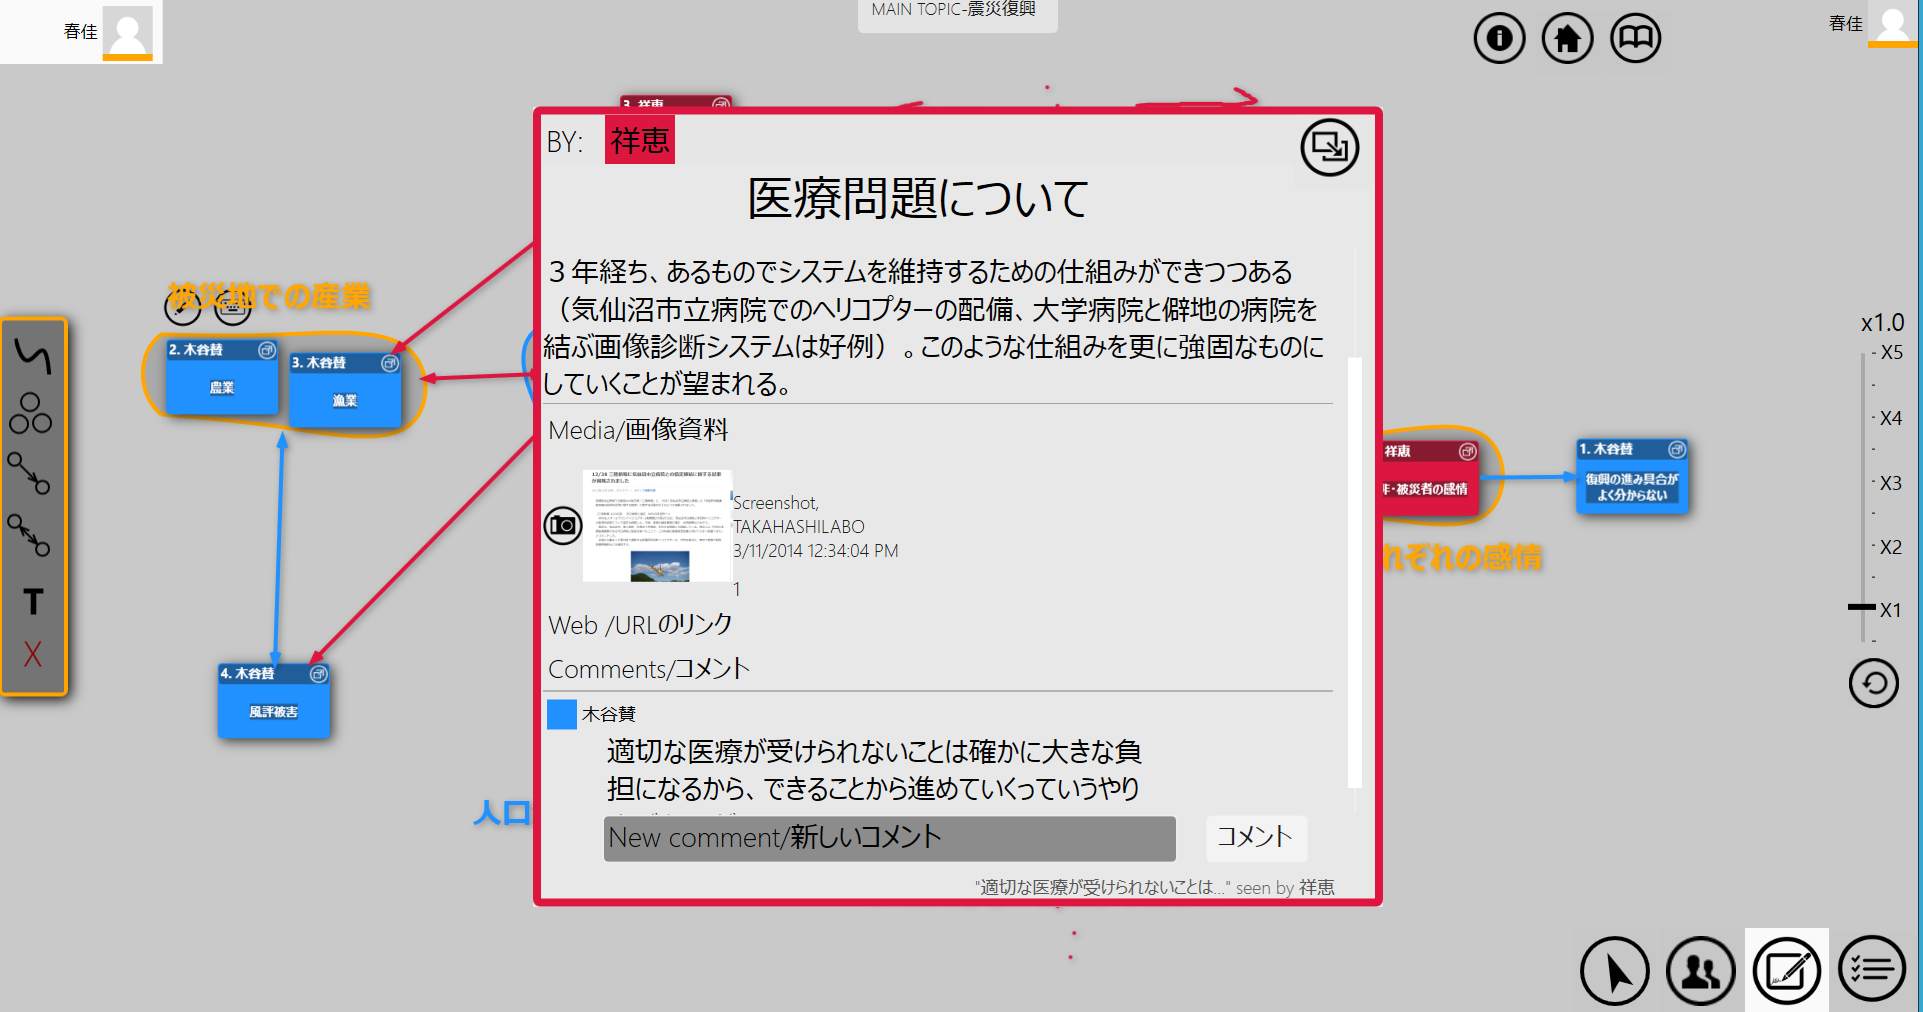 春佳
MAIN TOPIC-震災復興
春佳
3. 祥恵
BY: 祥恵
医療問題について
３年経ち、あるものでシステムを維持するための仕組みができつつある
（気仙沼市立病院でのヘリコプターの配備、大学病院と僻地の病院を
結ぶ画像診断システムは好例）。このような仕組みを更に強固なものに
していくことが望まれる。
Media/画像資料
Screenshot,
TAKAHASHILABO
3/11/2014 12:34:04 PM
1
Web /URLのリンク
Comments/コメント
木谷賛
適切な医療が受けられないことは確かに大きな負
担になるから、できることから進めていくっていうやり
New comment/新しいコメント
コメント
"適切な医療が受けられないことは..." seen by 祥恵
被災地での産業
2. 木谷賛
農業
3. 木谷賛
漁業
4. 木谷賛
風評被害
人口
祥恵
・被災者の感情
れぞれの感情
1. 木谷賛
復興の進み具合が
よく分からない
T
X
x1.0
X5
X4
X3
X2
X1